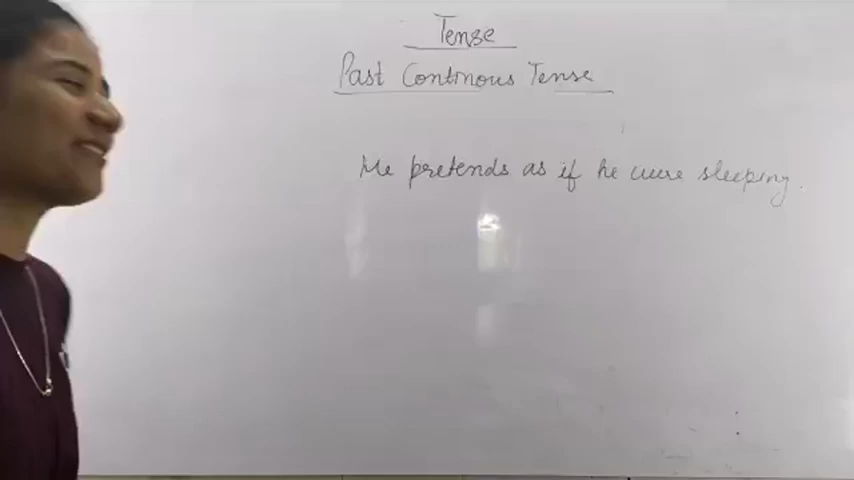 Tense
Past Continous Tense
He pretends as if he were sleeping.